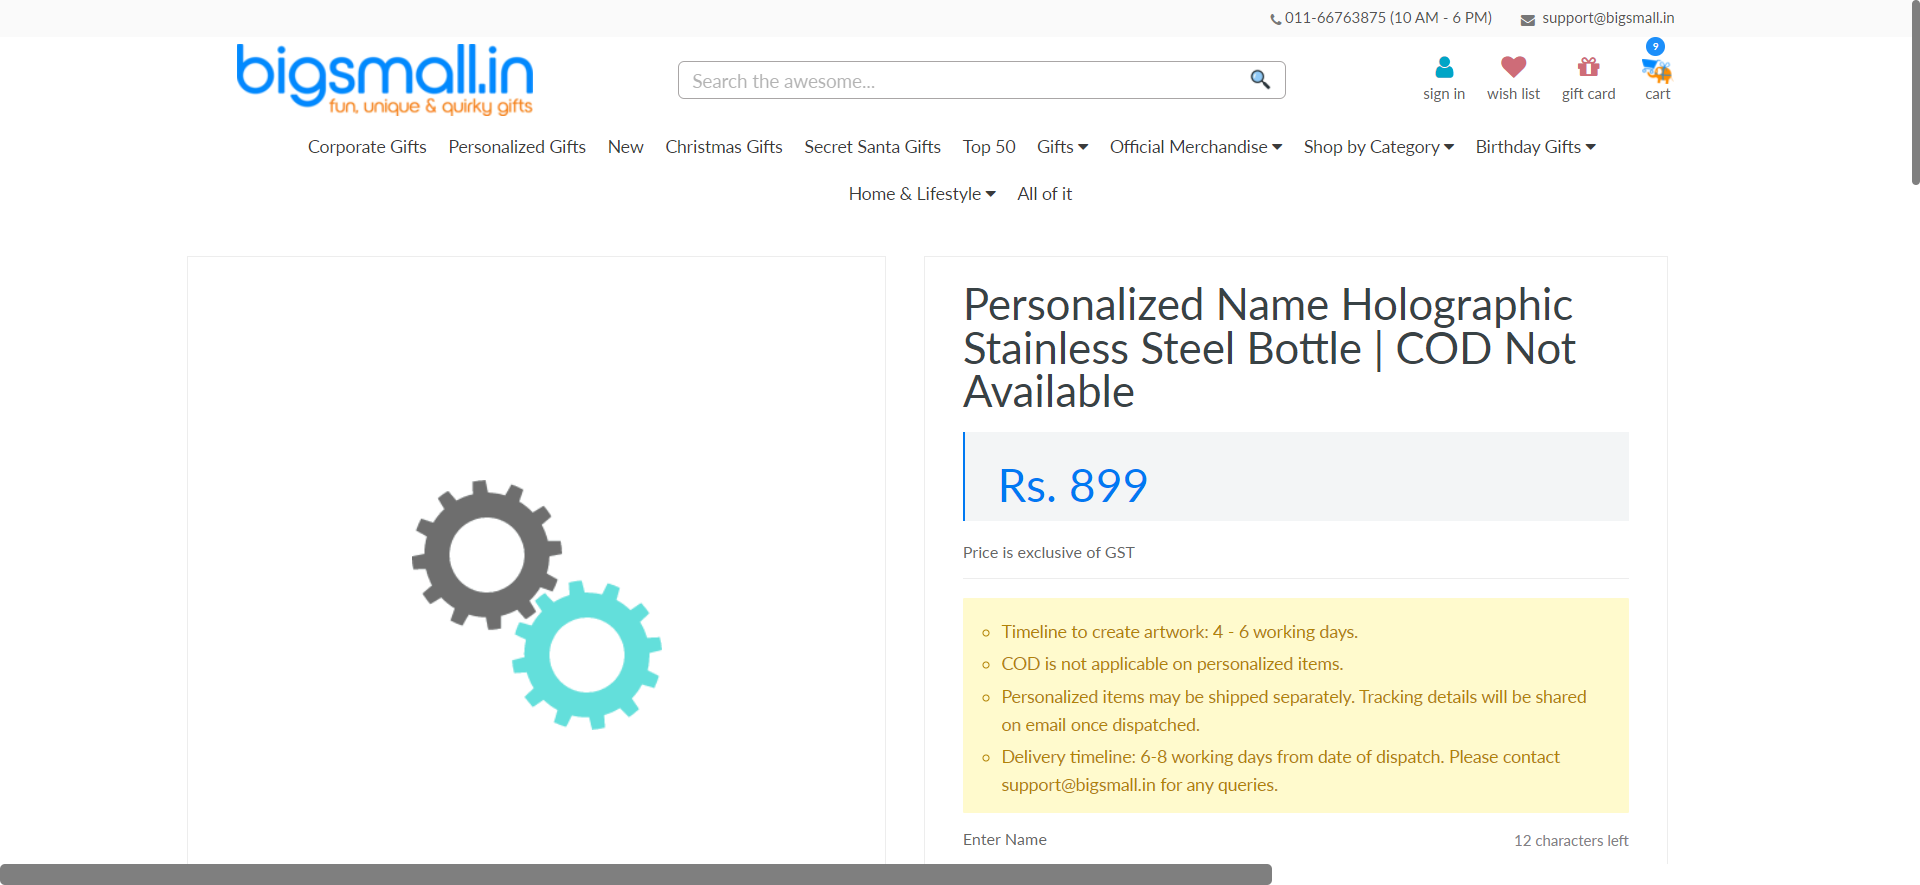 011-66763875 (10 AM - 6 PM) support@bigsmall.in
bigsmall.in
fun, unique & quirky gifts
Search the awesome...
9
sign in wish list gift card cart
Corporate Gifts Personalized Gifts New Christmas Gifts Secret Santa Gifts Top 50 Gifts Official Merchandise Shop by Category Birthday Gifts
Home & Lifestyle All of it
Personalized Name Holographic
Stainless Steel Bottle | COD Not
Available
Rs. 899
Price is exclusive of GST
Timeline to create artwork: 4 - 6 working days.
COD is not applicable on personalized items.
Personalized items may be shipped separately. Tracking details will be shared
on email once dispatched.
Delivery timeline: 6-8 working days from date of dispatch. Please contact
support@bigsmall.in for any queries.
Enter Name 12 characters left